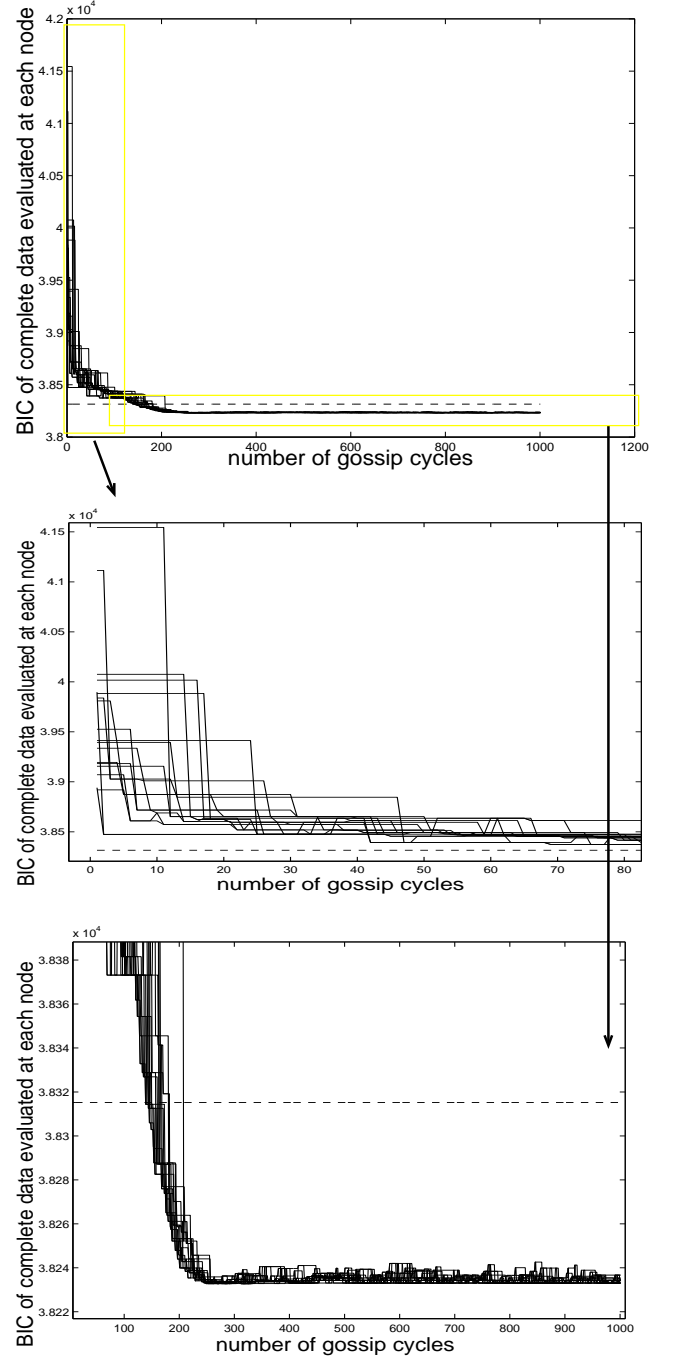 x 10^4
4.2
4.15
4.1
4.05
4
3.95
3.9
3.85
3.8
BIC of complete data evaluated at each node
0 200 400 600 800 1000 1200
number of gossip cycles
x 10^4
4.15
4.1
4.05
4
3.95
3.9
3.85
BIC of complete data evaluated at each node
0 10 20 30 40 50 60 70 80
number of gossip cycles
x 10^4
3.838
3.836
3.834
3.832
3.83
3.828
3.826
3.824
3.822
BIC of complete data evaluated at each node
100 200 300 400 500 600 700 800 900 1000
number of gossip cycles